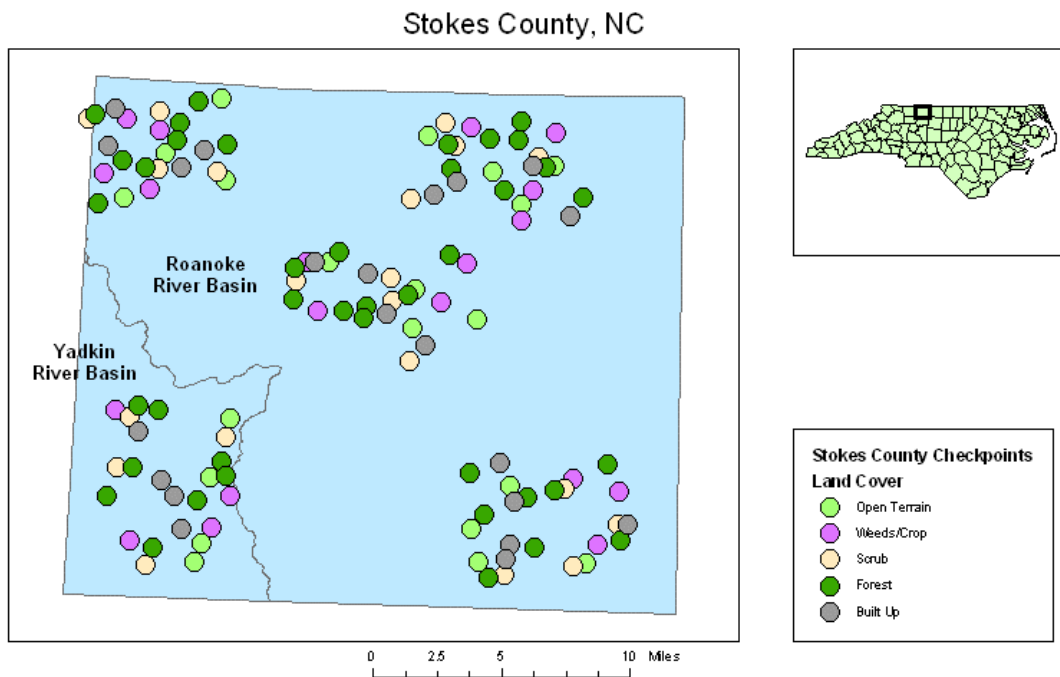 Stokes County, NC
Roanoke
River Basin
Yadkin
River Basin
Stokes County Checkpoints
Land Cover
Open Terrain
Weeds/Crop
Scrub
Forest
Built Up
0 2.5 5 10 Miles